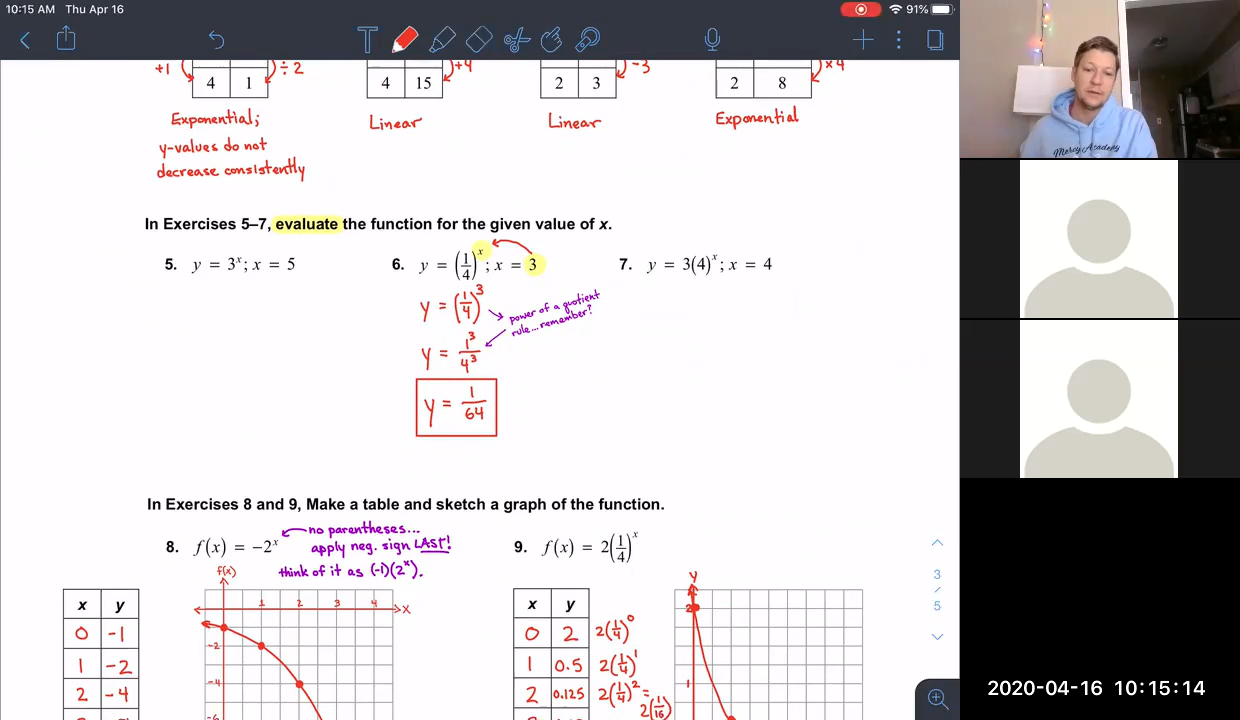 10:15 AM Thu Apr 16
91%
+1
4 1
÷ 2
4 15
+4
2 3
-3
2 8
x 4
Exponential;
y-values do not
decrease consistently
Linear
Linear
Exponential
In Exercises 5–7, evaluate the function for the given value of x.
5. y = 3ˣ; x = 5
6. y = (1/4)ˣ; x = 3
7. y = 3(4)ˣ; x = 4
y = (1/4)³
power of a quotient
rule... remember?
y = 1³/4³
y = 1/64
In Exercises 8 and 9, Make a table and sketch a graph of the function.
8. f(x) = −2ˣ
no parentheses...
apply neg. sign LAST!
think of it as (-1)(2ˣ).
9. f(x) = 2(1/4)ˣ
x y
0 -1
1 -2
2 -4
f(x)
1 2 3 4 x
-2
-4
-6
x y
0 2 2(1/4)⁰
1 0.5 2(1/4)¹
2 0.125 2(1/4)² =
2(1/16)
y
2
1
3
/
5
Mercy Academy
2020-04-16 10:15:14